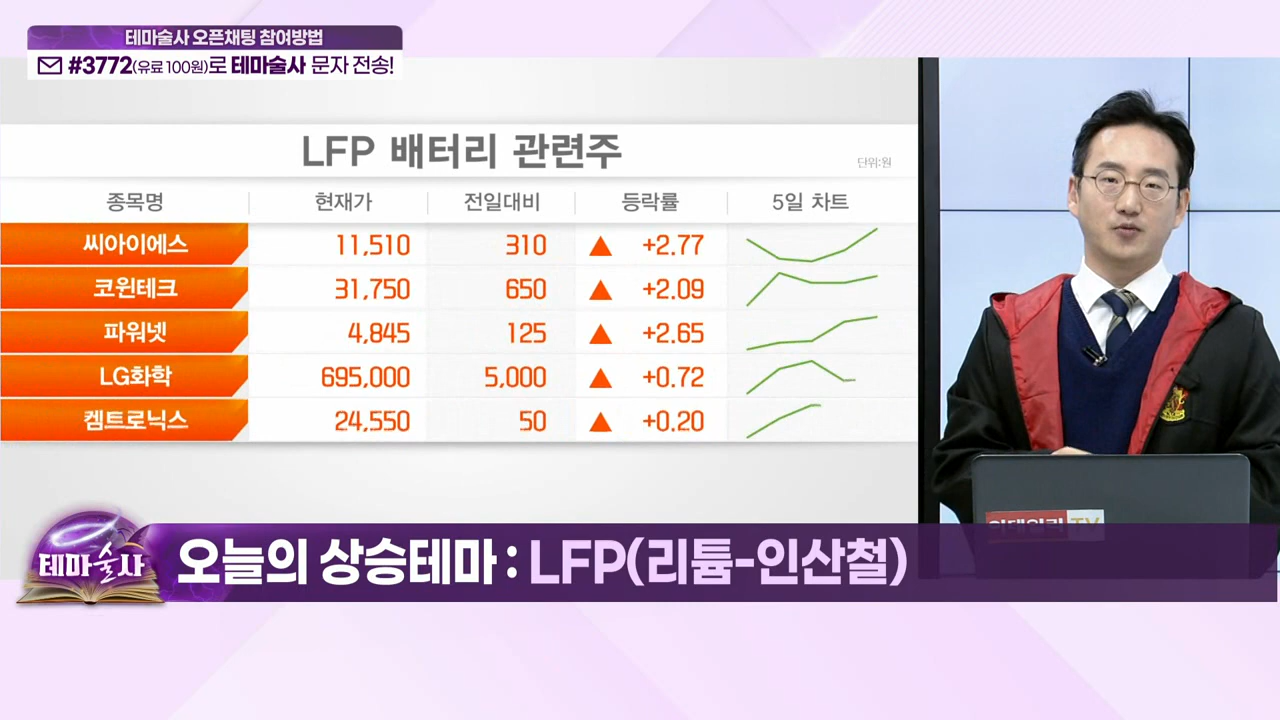 테마술사 오픈채팅 참여방법
#3772(유료 100원)로 테마술사 문자 전송!
LFP 배터리 관련주
단위:원
종목명 현재가 전일대비 등락률 5일 차트
씨아이에스 11,510 310 ▲ +2.77
코윈테크 31,750 650 ▲ +2.09
파워넷 4,845 125 ▲ +2.65
LG화학 695,000 5,000 ▲ +0.72
켐트로닉스 24,550 50 ▲ +0.20
이데일리TV
테마술사
오늘의 상승테마 : LFP(리튬-인산철)